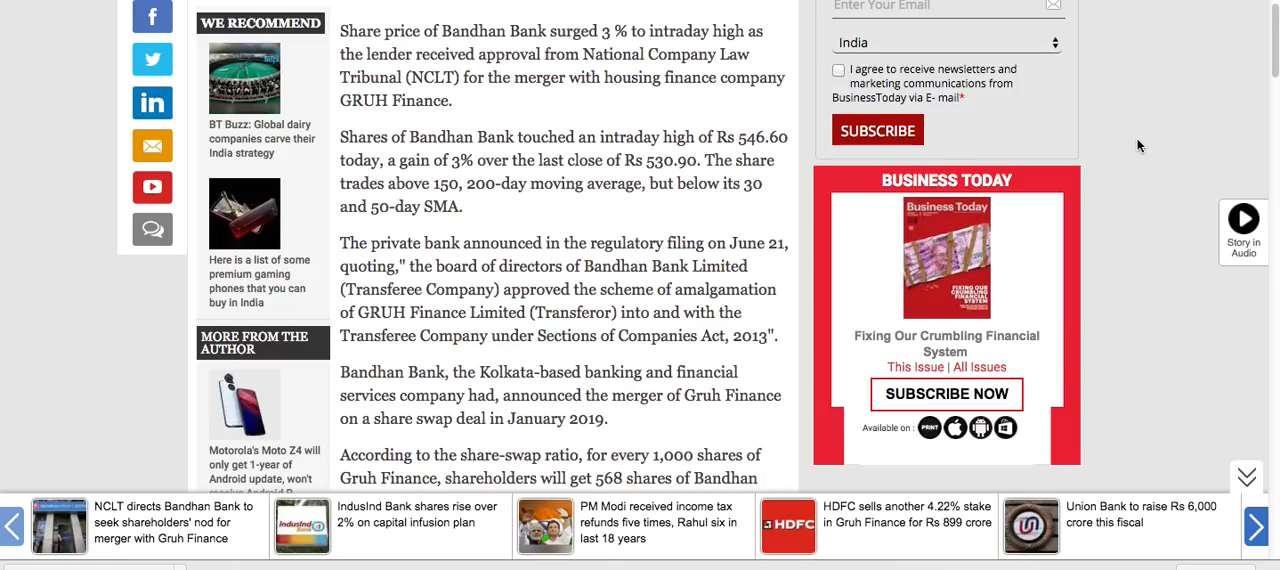 WE RECOMMEND
BT Buzz: Global dairy
companies carve their
India strategy
Here is a list of some
premium gaming
phones that you can
buy in India
MORE FROM THE
AUTHOR
Motorola's Moto Z4 will
only get 1-year of
Android update, won't
Share price of Bandhan Bank surged 3 % to intraday high as
the lender received approval from National Company Law
Tribunal (NCLT) for the merger with housing finance company
GRUH Finance.
Shares of Bandhan Bank touched an intraday high of Rs 546.60
today, a gain of 3% over the last close of Rs 530.90. The share
trades above 150, 200-day moving average, but below its 30
and 50-day SMA.
The private bank announced in the regulatory filing on June 21,
quoting," the board of directors of Bandhan Bank Limited
(Transferee Company) approved the scheme of amalgamation
of GRUH Finance Limited (Transferor) into and with the
Transferee Company under Sections of Companies Act, 2013".
Bandhan Bank, the Kolkata-based banking and financial
services company had, announced the merger of Gruh Finance
on a share swap deal in January 2019.
According to the share-swap ratio, for every 1,000 shares of
Gruh Finance, shareholders will get 568 shares of Bandhan
Enter Your Email
India
I agree to receive newsletters and
marketing communications from
BusinessToday via E- mail*
SUBSCRIBE
BUSINESS TODAY
Business Today
FIXING OUR
CRUMBLING
FINANCIAL
SYSTEM
Fixing Our Crumbling Financial
System
This Issue | All Issues
SUBSCRIBE NOW
Available on : PRINT
Story in
Audio
NCLT directs Bandhan Bank to
seek shareholders' nod for
merger with Gruh Finance
IndusInd Bank
IndusInd Bank shares rise over
2% on capital infusion plan
PM Modi received income tax
refunds five times, Rahul six in
last 18 years
HDFC
HDFC sells another 4.22% stake
in Gruh Finance for Rs 899 crore
Union Bank to raise Rs 6,000
crore this fiscal